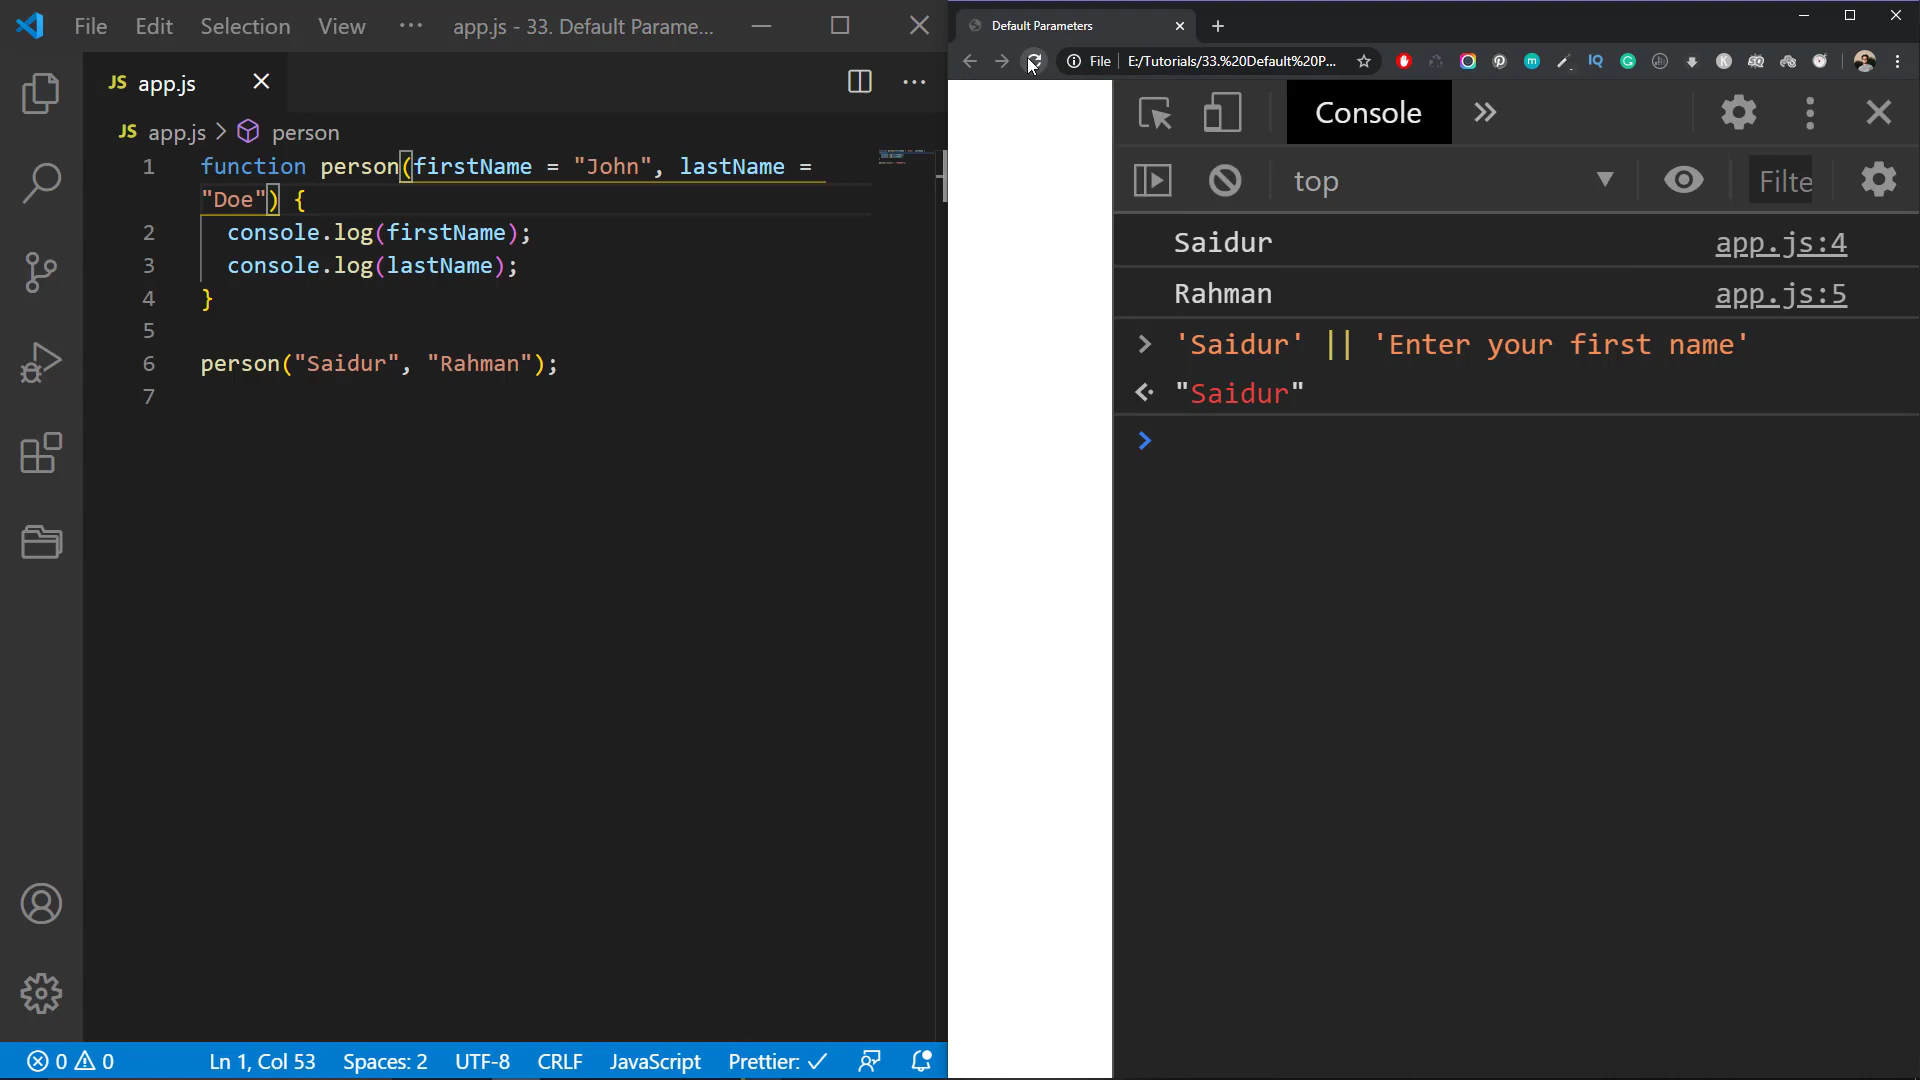 File Edit Selection View ··· app.js - 33. Default Parame...
JS app.js
JS app.js > person
1 function person(firstName = "John", lastName =
"Doe") {
2 console.log(firstName);
3 console.log(lastName);
4 }
5
6 person("Saidur", "Rahman");
7
0 0 Ln 1, Col 53 Spaces: 2 UTF-8 CRLF JavaScript Prettier: ✓
Default Parameters
File E:/Tutorials/33.%20Default%20P...
Console
top Filte
Saidur app.js:4
Rahman app.js:5
> 'Saidur' || 'Enter your first name'
"Saidur"
>